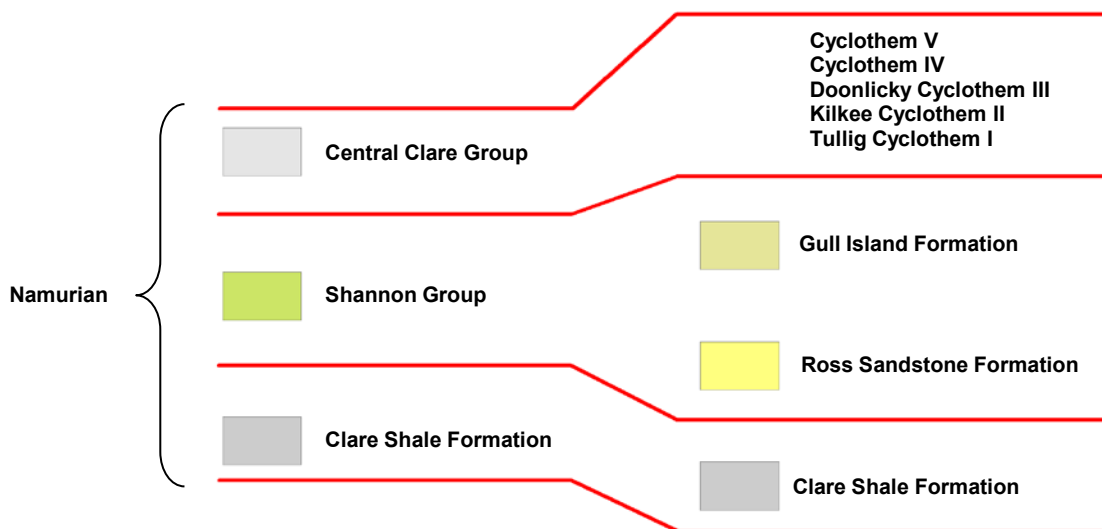 Cyclothem V
Cyclothem IV
Doonlicky Cyclothem III
Kilkee Cyclothem II
Tullig Cyclothem I
Central Clare Group
Gull Island Formation
Namurian
Shannon Group
Ross Sandstone Formation
Clare Shale Formation
Clare Shale Formation